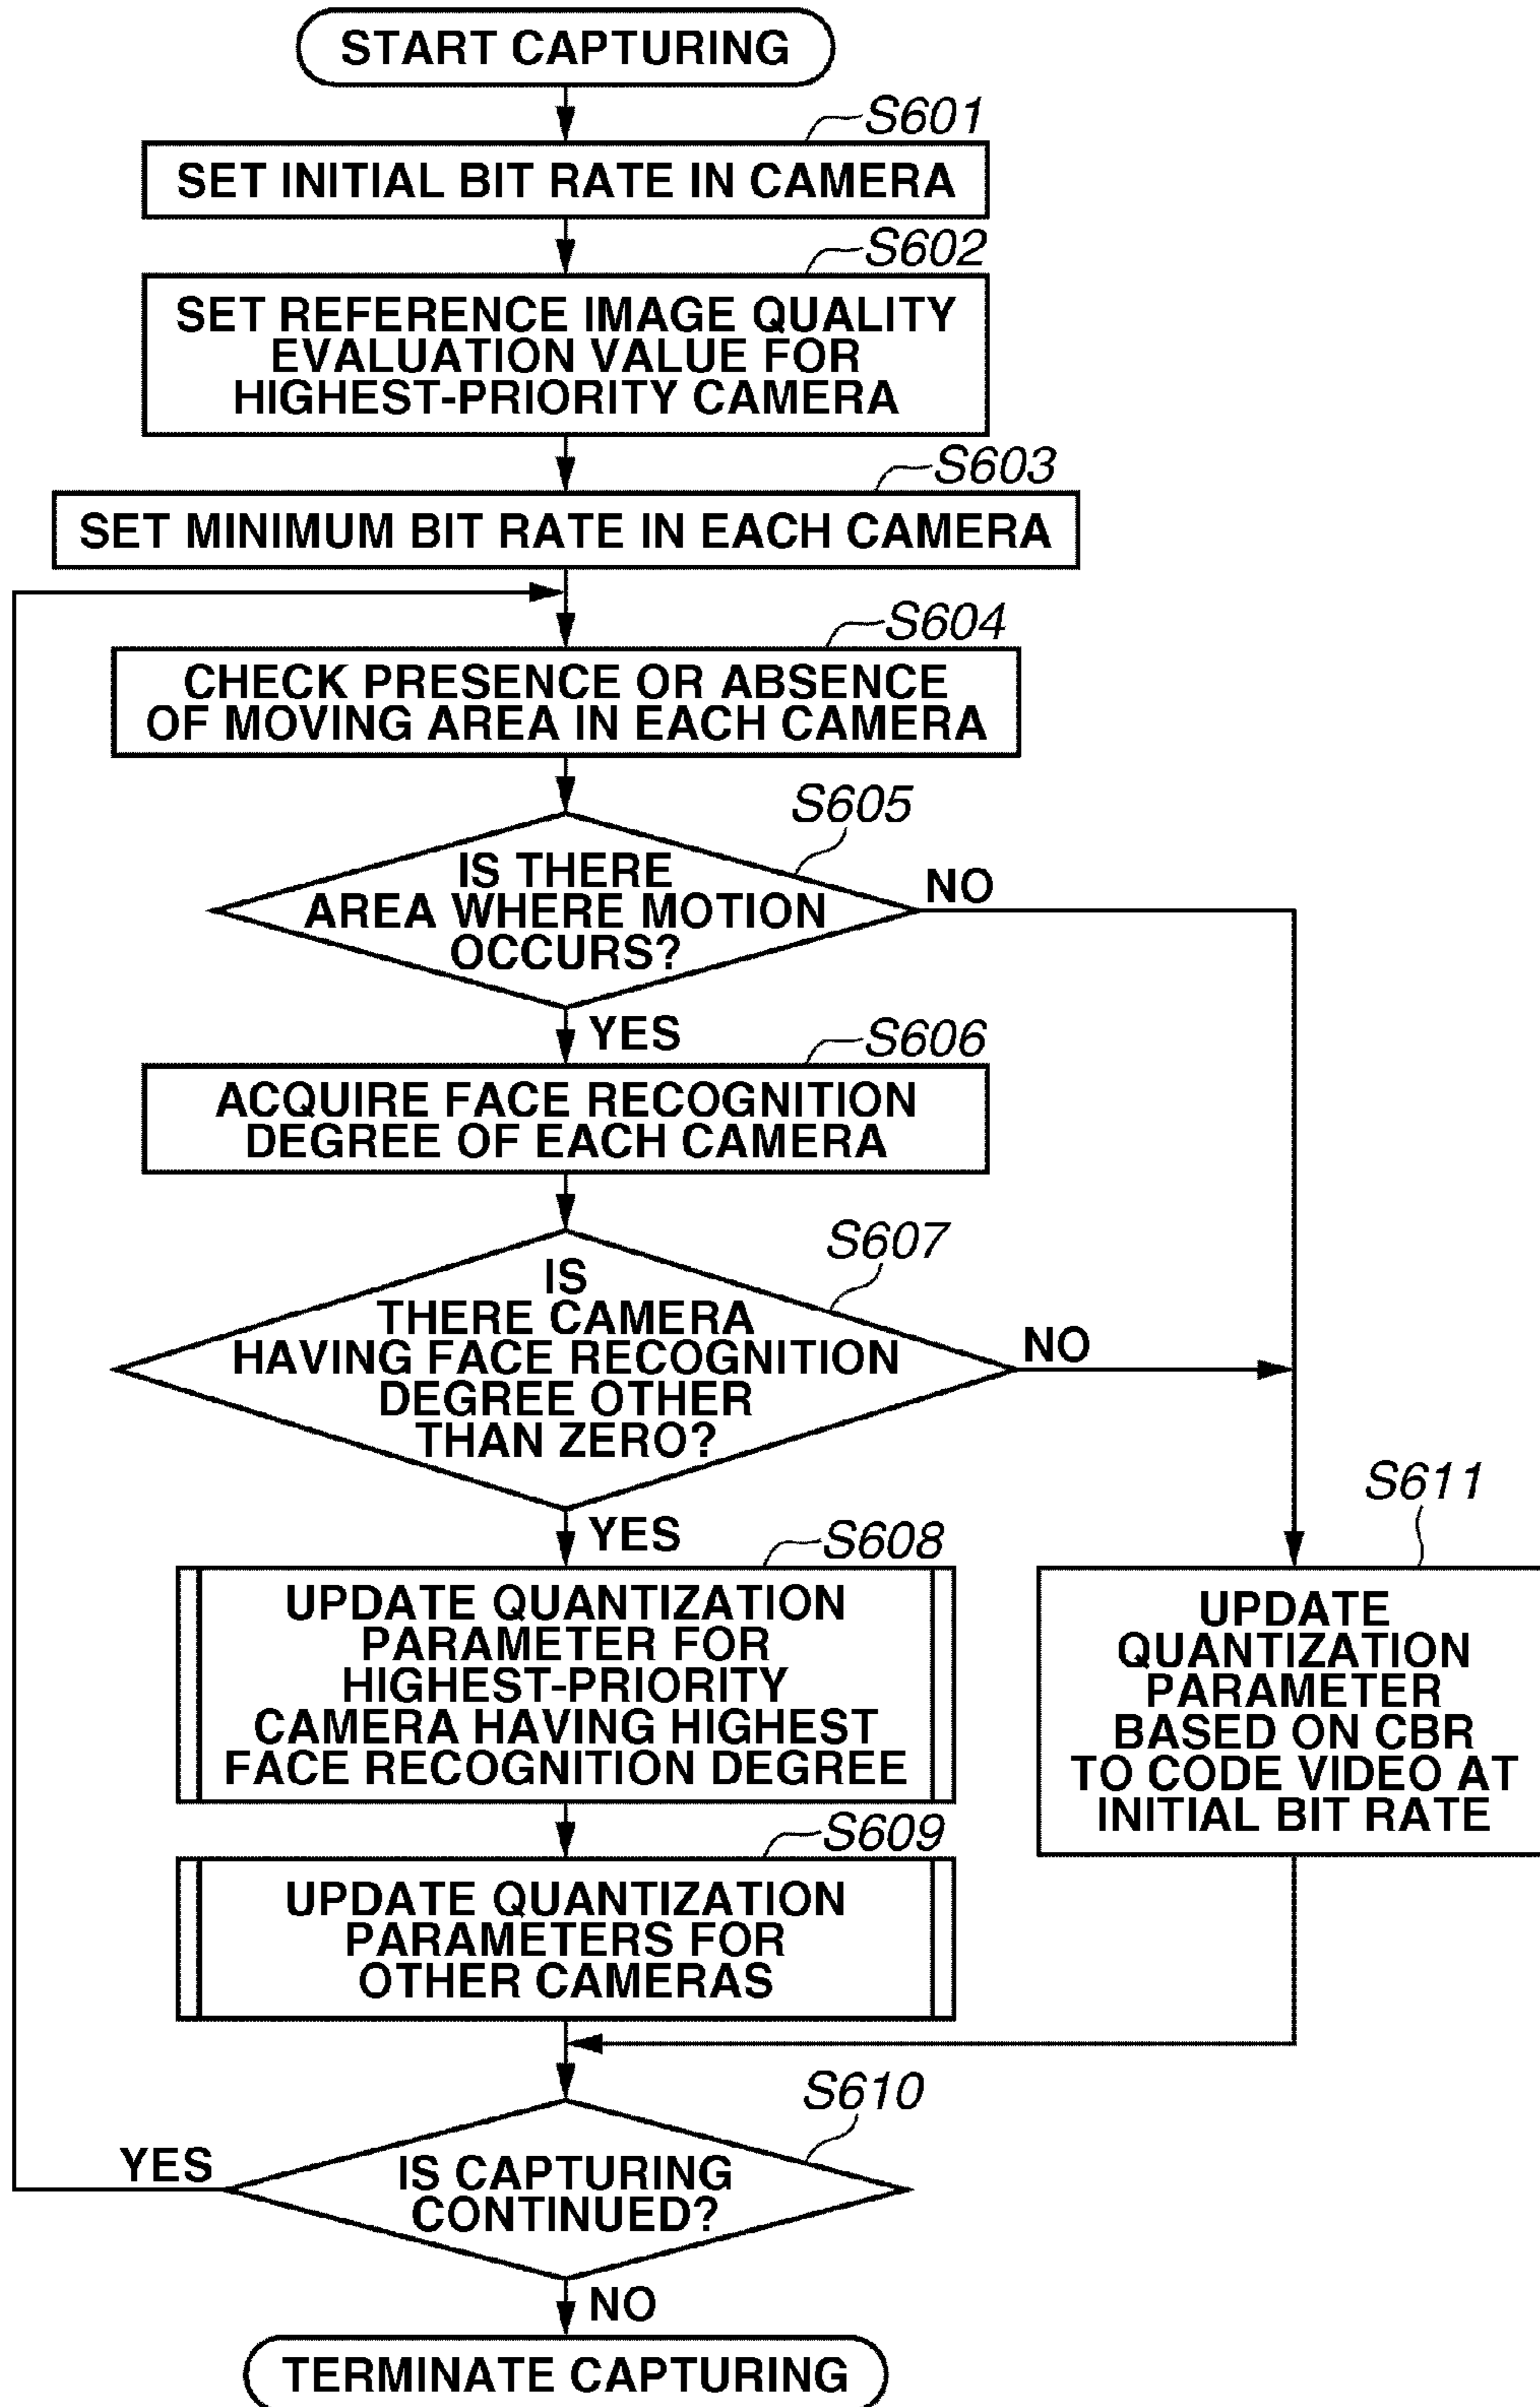 START CAPTURING
S601
SET INITIAL BIT RATE IN CAMERA
S602
SET REFERENCE IMAGE QUALITY
EVALUATION VALUE FOR
HIGHEST-PRIORITY CAMERA
S603
SET MINIMUM BIT RATE IN EACH CAMERA
S604
CHECK PRESENCE OR ABSENCE
OF MOVING AREA IN EACH CAMERA
S605
IS THERE
AREA WHERE MOTION
OCCURS?
NO
YES
S606
ACQUIRE FACE RECOGNITION
DEGREE OF EACH CAMERA
S607
IS
THERE CAMERA
HAVING FACE RECOGNITION
DEGREE OTHER
THAN ZERO?
NO
YES
S608
UPDATE QUANTIZATION
PARAMETER FOR
HIGHEST-PRIORITY
CAMERA HAVING HIGHEST
FACE RECOGNITION DEGREE
S611
UPDATE
QUANTIZATION
PARAMETER
BASED ON CBR
TO CODE VIDEO AT
INITIAL BIT RATE
S609
UPDATE QUANTIZATION
PARAMETERS FOR
OTHER CAMERAS
S610
IS CAPTURING
CONTINUED?
YES
NO
TERMINATE CAPTURING